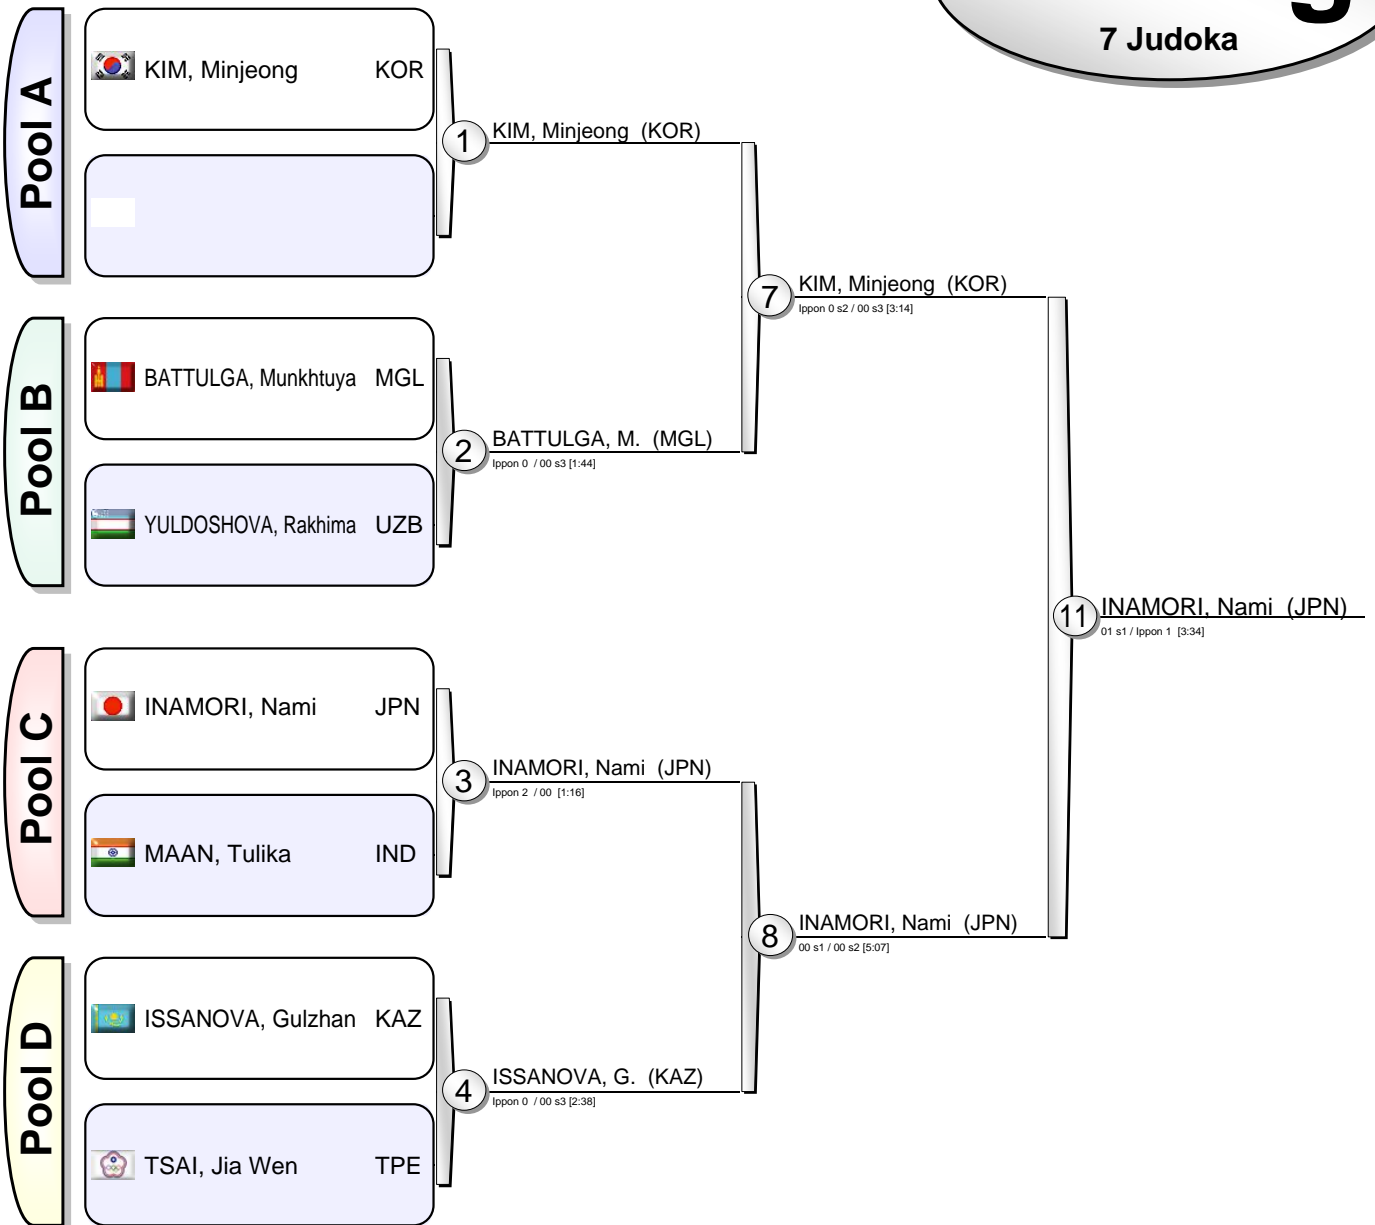 7 Judoka
Pool A
KIM, Minjeong KOR
1
KIM, Minjeong (KOR)
7
KIM, Minjeong (KOR)
Ippon 0 s2 / 00 s3 [3:14]
Pool B
BATTULGA, Munkhtuya MGL
2
BATTULGA, M. (MGL)
Ippon 0 / 00 s3 [1:44]
YULDOSHOVA, Rakhima UZB
11
INAMORI, Nami (JPN)
01 s1 / Ippon 1 [3:34]
Pool C
INAMORI, Nami JPN
3
INAMORI, Nami (JPN)
Ippon 2 / 00 [1:16]
MAAN, Tulika IND
8
INAMORI, Nami (JPN)
00 s1 / 00 s2 [5:07]
Pool D
ISSANOVA, Gulzhan KAZ
4
ISSANOVA, G. (KAZ)
Ippon 0 / 00 s3 [2:38]
TSAI, Jia Wen TPE